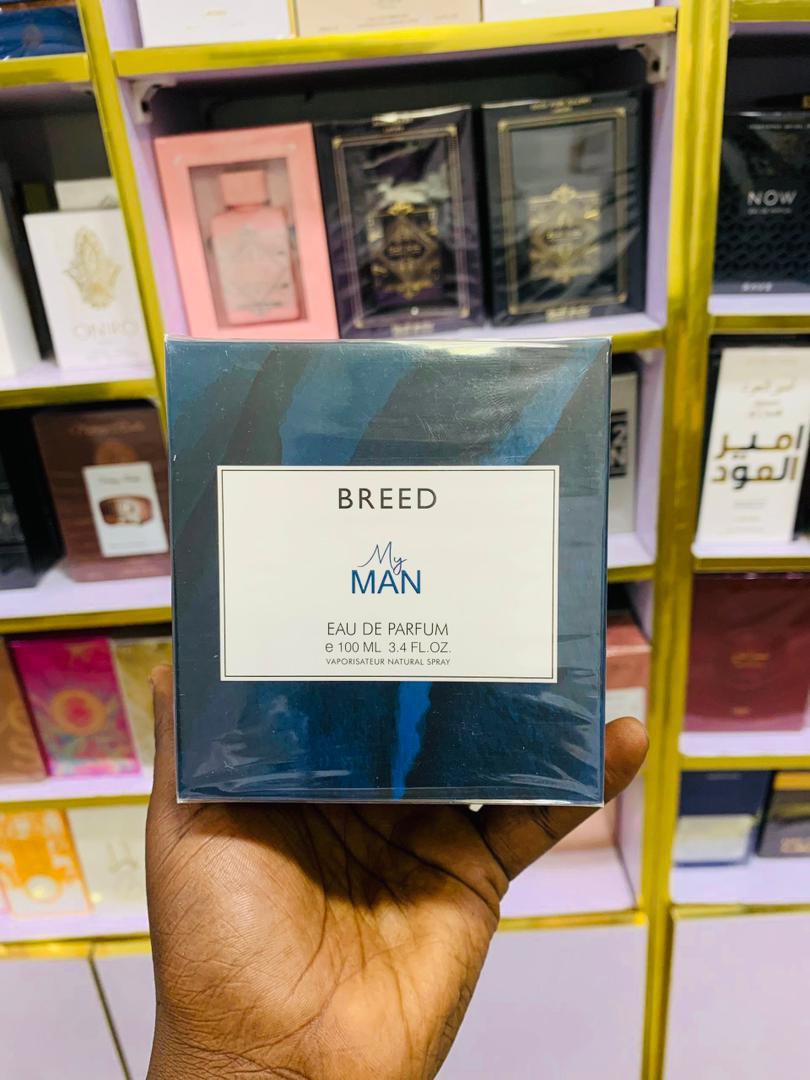 ONIRO
NOW
امير
العود
BREED
My
MAN
EAU DE PARFUM
e 100 ML 3.4 FL.OZ.
VAPORISATEUR NATURAL SPRAY